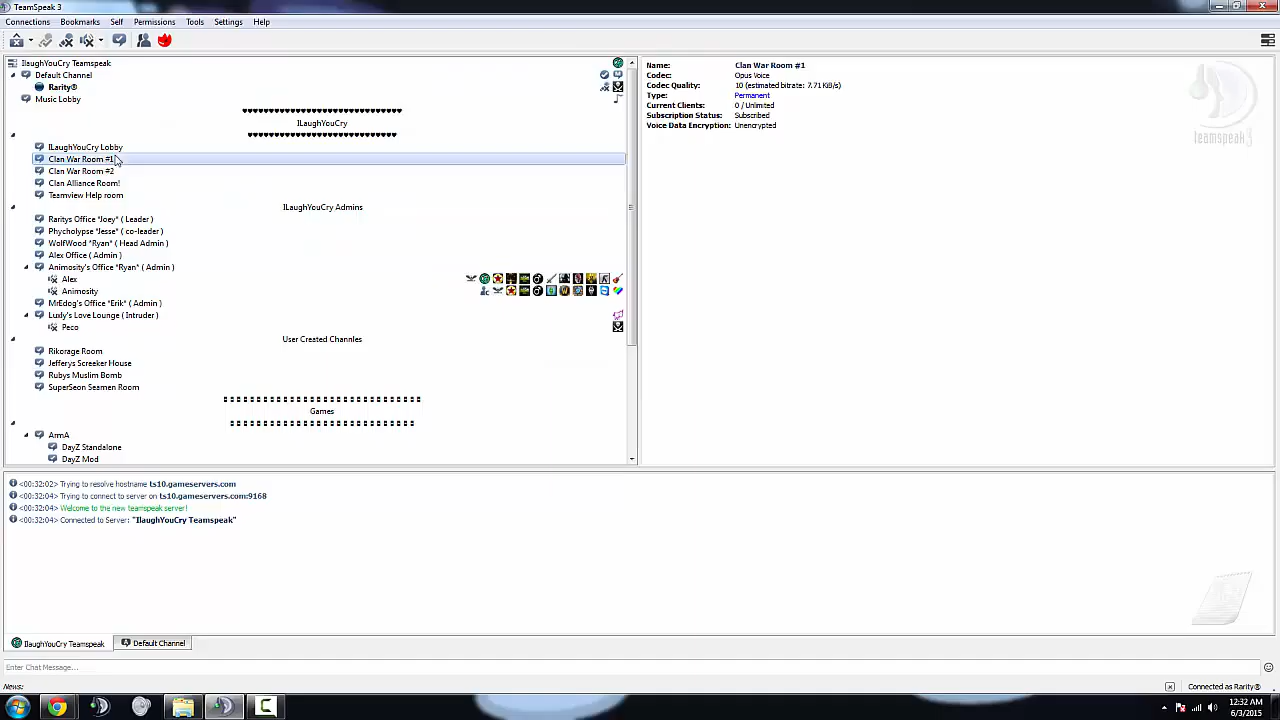 TeamSpeak 3
Connections Bookmarks Self Permissions Tools Settings Help
IlaughYouCry Teamspeak
Default Channel
Rarity®
Music Lobby
♥♥♥♥♥♥♥♥♥♥♥♥♥♥♥♥♥♥♥♥♥♥♥♥♥♥♥
ILaughYouCry
♥♥♥♥♥♥♥♥♥♥♥♥♥♥♥♥♥♥♥♥♥♥♥♥♥
ILaughYouCry Lobby
Clan War Room #1
Clan War Room #2
Clan Alliance Room!
Teamview Help room
ILaughYouCry Admins
Raritys Office *Joey* ( Leader )
Phycholypse *Jesse* ( co-leader )
WolfWood *Ryan* ( Head Admin )
Alex Office ( Admin )
Animosity's Office *Ryan* ( Admin )
Alex
Animosity
MrEdog's Office *Erik* ( Admin )
Luxly's Love Lounge ( Intruder )
Peco
User Created Channles
Rikorage Room
Jefferys Screeker House
Rubys Muslim Bomb
SuperSeon Seamen Room
Games
ArmA
DayZ Standalone
DayZ Mod
Name: Clan War Room #1
Codec: Opus Voice
Codec Quality: 10 (estimated bitrate: 7.71 KiB/s)
Type: Permanent
Current Clients: 0 / Unlimited
Subscription Status: Subscribed
Voice Data Encryption: Unencrypted
teamspeak3
<00:32:02> Trying to resolve hostname ts10.gameservers.com
<00:32:04> Trying to connect to server on ts10.gameservers.com:9168
<00:32:04> Welcome to the new teamspeak server!
<00:32:04> Connected to Server: "IlaughYouCry Teamspeak"
IlaughYouCry Teamspeak Default Channel
Enter Chat Message...
News: Connected as Rarity®
12:32 AM
6/3/2015